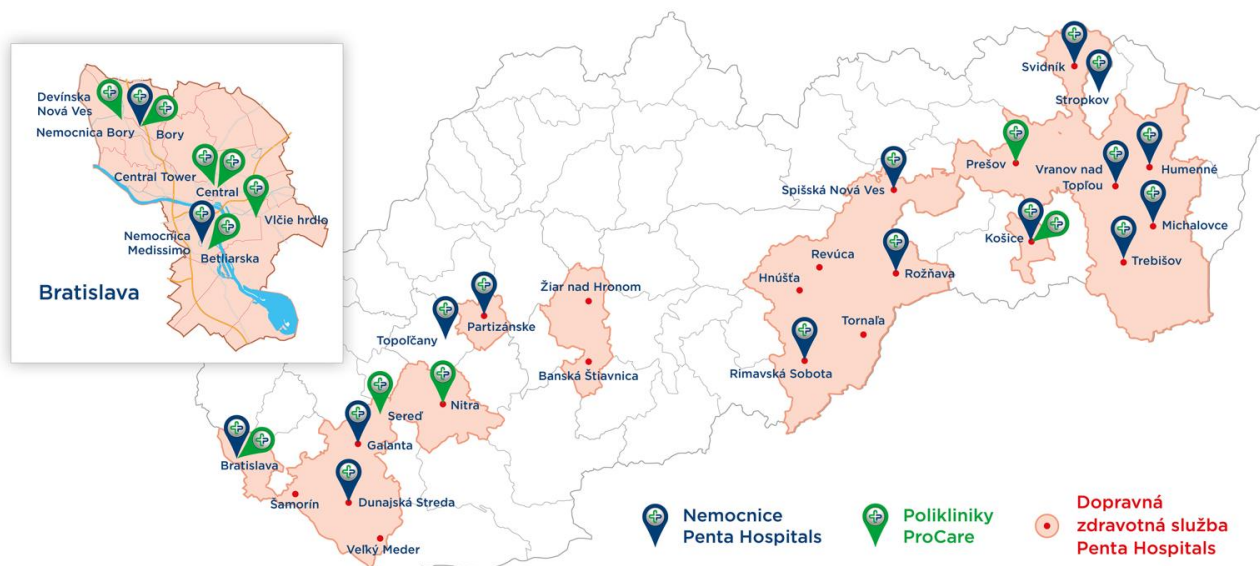 Devínska
Nová Ves
Nemocnica Bory
Bory
Central Tower
Central
Vlčie hrdlo
Nemocnica
Medissimo
Betliarska
Bratislava
Svidník
Stropkov
Prešov
Vranov nad
Topľou
Humenné
Spišská Nová Ves
Košice
Michalovce
Trebišov
Revúca
Rožňava
Hnúšťa
Tornaľa
Rimavská Sobota
Žiar nad Hronom
Banská Štiavnica
Partizánske
Topoľčany
Nitra
Sereď
Galanta
Bratislava
Šamorín
Dunajská Streda
Veľký Meder
Nemocnice
Penta Hospitals
Polikliniky
ProCare
Dopravná
zdravotná služba
Penta Hospitals